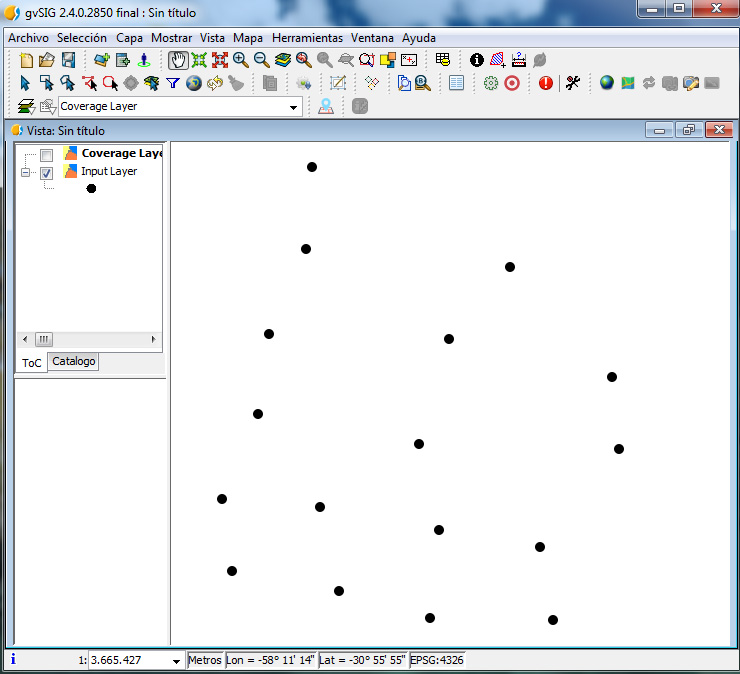 gvSIG 2.4.0.2850 final : Sin título
Archivo Selección Capa Mostrar Vista Mapa Herramientas Ventana Ayuda
Coverage Layer
Vista: Sin título
Coverage Laye
Input Layer
ToC Catalogo
1: 3.665.427 Metros Lon = -58° 11' 14" Lat = -30° 55' 55" EPSG:4326